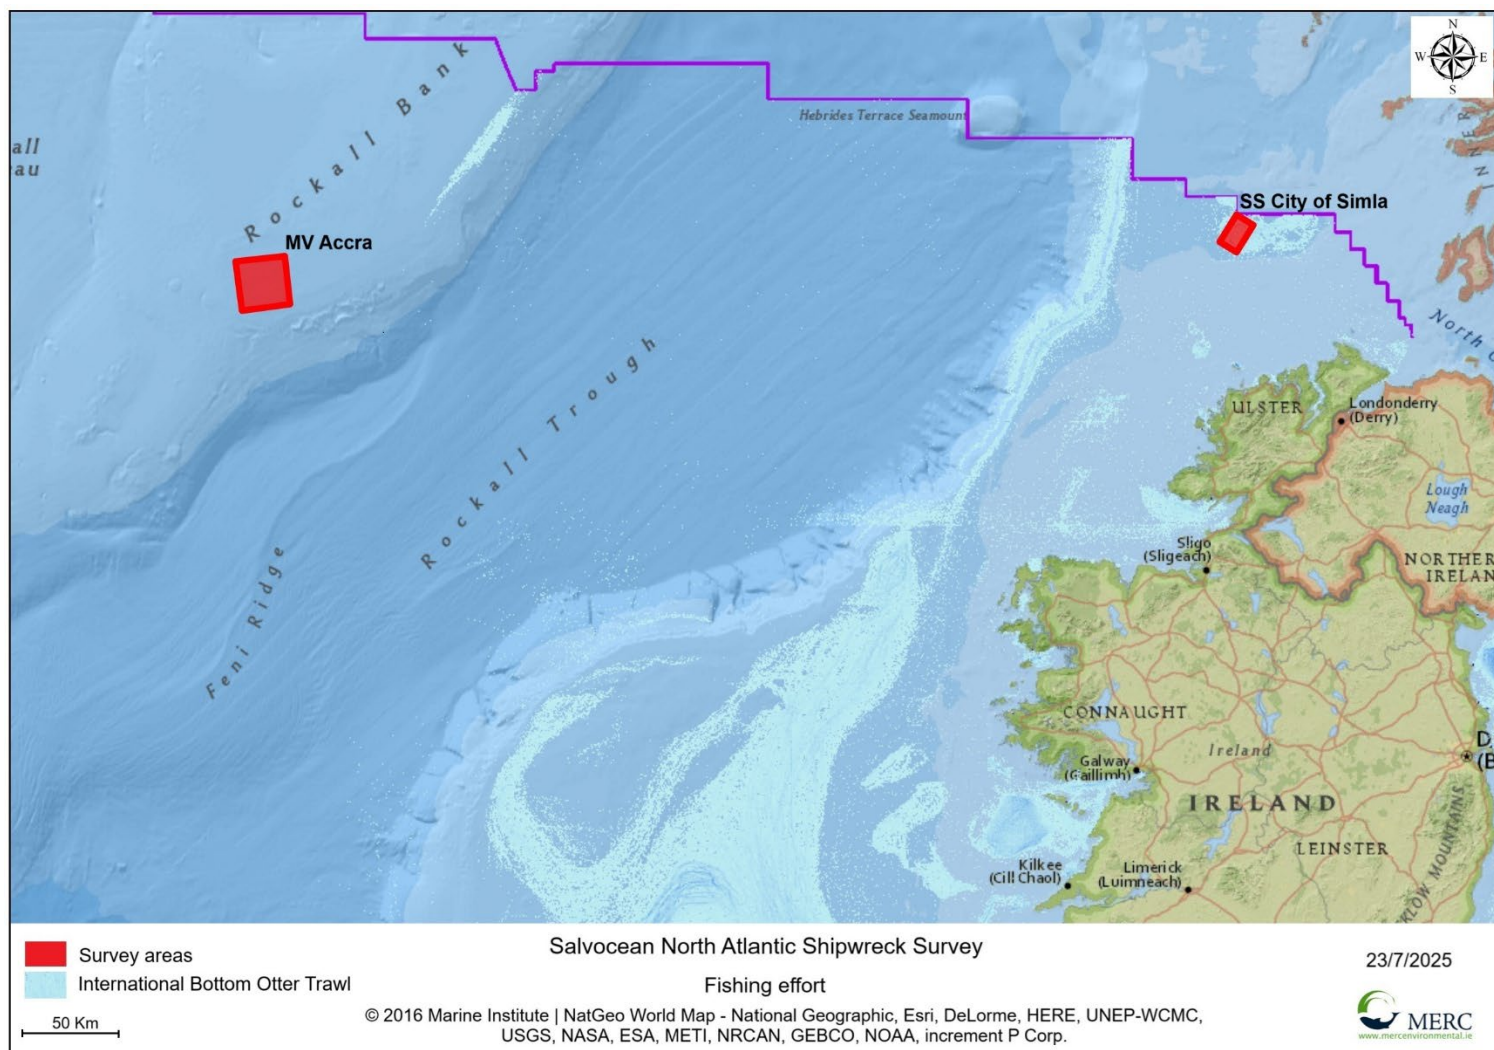 N
W E
S
Hebrides Terrace Seamount
all
au
INNER
Rockall Bank
SS City of Simla
MV Accra
North
ULSTER
Londonderry
(Derry)
Rockall Trough
Lough
Neagh
Sligo
(Sligeach)
NORTHER
IRELAN
Feni Ridge
CONNAUGHT
Ireland
D
(B
Galway
(Gaillimh)
IRELAND
LEINSTER
Kilkee
(Cill Chaol)
Limerick
(Luimneach)
KLOW MOUNTAINS
Survey areas
International Bottom Otter Trawl
50 Km
Salvocean North Atlantic Shipwreck Survey
Fishing effort
© 2016 Marine Institute | NatGeo World Map - National Geographic, Esri, DeLorme, HERE, UNEP-WCMC,
USGS, NASA, ESA, METI, NRCAN, GEBCO, NOAA, increment P Corp.
23/7/2025
MERC
www.mercenvironmental.ie